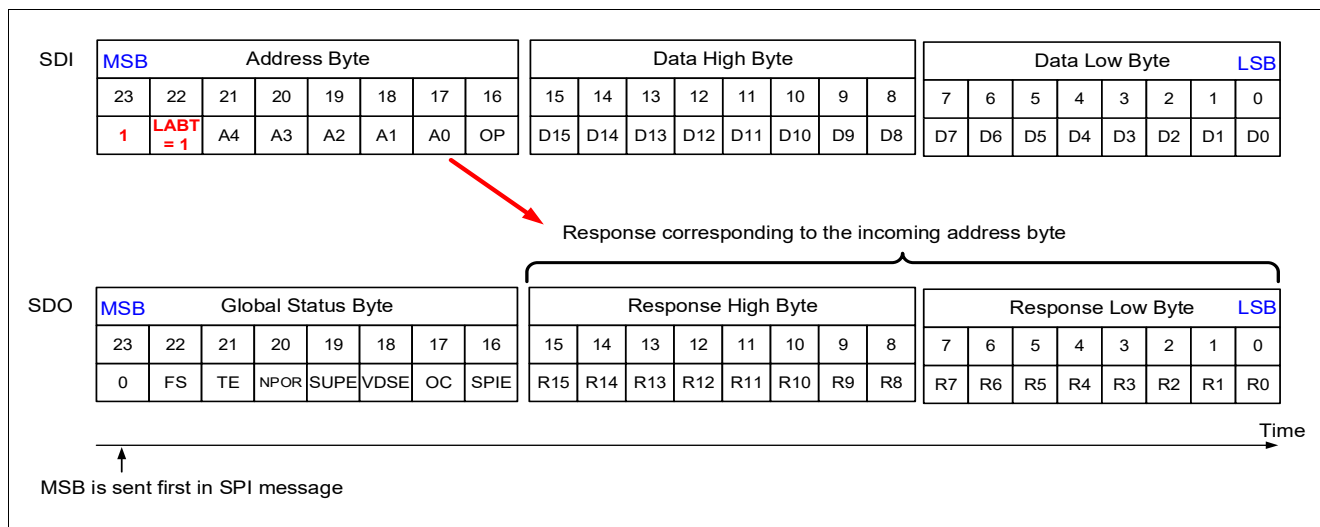 SDI MSB Address Byte Data High Byte Data Low Byte LSB
23 22 21 20 19 18 17 16 15 14 13 12 11 10 9 8 7 6 5 4 3 2 1 0
1 LABT = 1 A4 A3 A2 A1 A0 OP D15 D14 D13 D12 D11 D10 D9 D8 D7 D6 D5 D4 D3 D2 D1 D0
Response corresponding to the incoming address byte
SDO MSB Global Status Byte Response High Byte Response Low Byte LSB
23 22 21 20 19 18 17 16 15 14 13 12 11 10 9 8 7 6 5 4 3 2 1 0
0 FS TE NPOR SUPE VDSE OC SPIE R15 R14 R13 R12 R11 R10 R9 R8 R7 R6 R5 R4 R3 R2 R1 R0
Time
MSB is sent first in SPI message